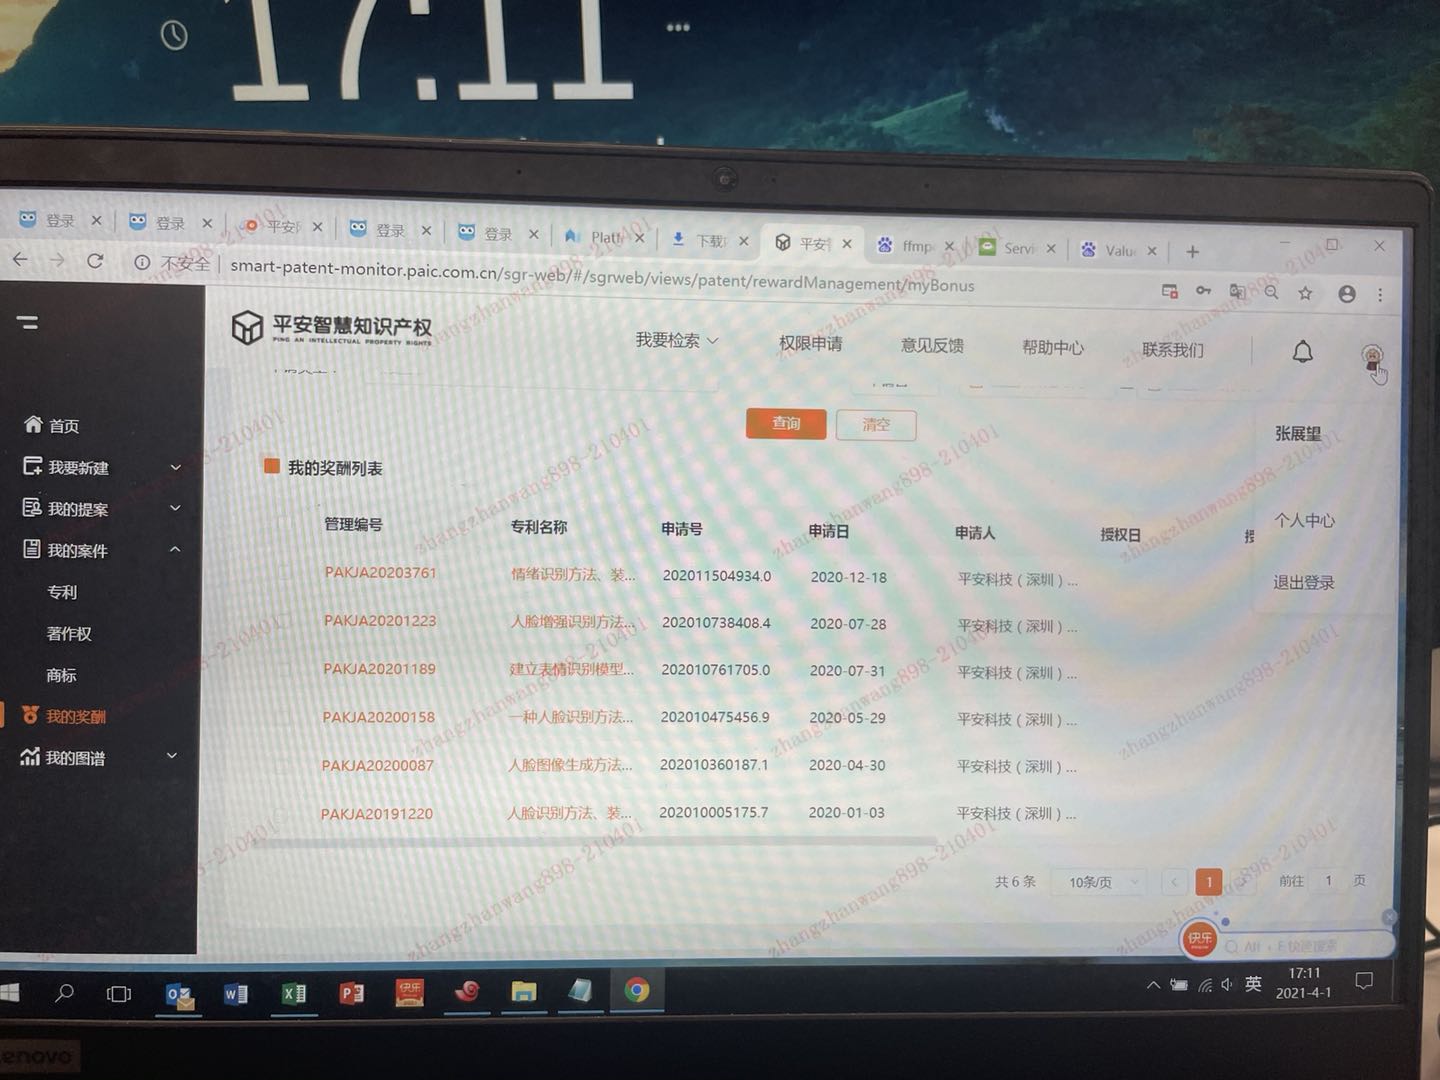 17:11
登录
登录
平安
登录
登录
Platf
下载
平安
ffmp
Servi
Value
不安全
smart-patent-monitor.paic.com.cn/sgr-web/#/sgrweb/views/patent/rewardManagement/myBonus
平安智慧知识产权
PING AN INTELLECTUAL PROPERTY RIGHTS
我要检索
权限申请
意见反馈
帮助中心
联系我们
查询
清空
张展望
个人中心
退出登录
首页
我要新建
我的提案
我的案件
专利
著作权
商标
我的奖酬
我的图谱
我的奖酬列表
管理编号 专利名称 申请号 申请日 申请人 授权日
PAKJA20203761 情绪识别方法、装... 202011504934.0 2020-12-18 平安科技（深圳）...
PAKJA20201223 人脸增强识别方法... 202010738408.4 2020-07-28 平安科技（深圳）...
PAKJA20201189 建立表情识别模型... 202010761705.0 2020-07-31 平安科技（深圳）...
PAKJA20200158 一种人脸识别方法... 202010475456.9 2020-05-29 平安科技（深圳）...
PAKJA20200087 人脸图像生成方法... 202010360187.1 2020-04-30 平安科技（深圳）...
PAKJA20191220 人脸识别方法、装... 202010005175.7 2020-01-03 平安科技（深圳）...
共 6 条
10条/页
1
前往 1 页
快乐
Alt + F 快速搜索
英
17:11
2021-4-1
快乐
lenovo
zhangzhanwang898-210401